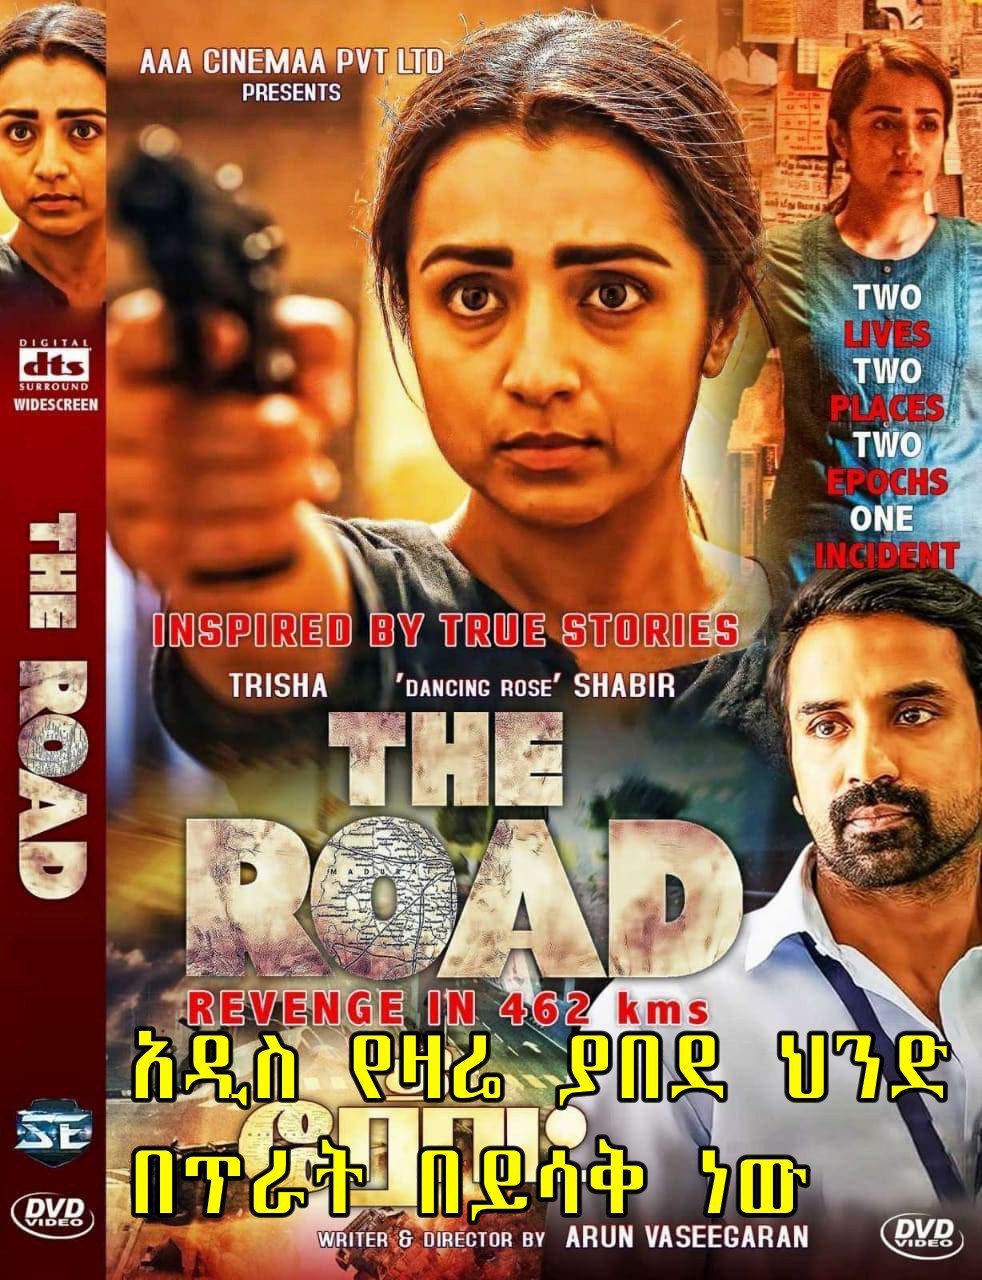 AAA CINEMAA PVT LTD
PRESENTS
TWO
LIVES
TWO
PLACES
TWO
EPOCHS
ONE
INCIDENT
DIGITAL
dts
SURROUND
WIDESCREEN
THE ROAD
INSPIRED BY TRUE STORIES
TRISHA 'DANCING ROSE' SHABIR
THE
ROAD
MADURA
REVENGE IN 462 kms
አዲስ የዛሬ ያበደ ህንድ
በጥራት በይሳቅ ነው
WRITER & DIRECTOR BY ARUN VASEEGARAN
SE
DVD
VIDEO
DVD
VIDEO